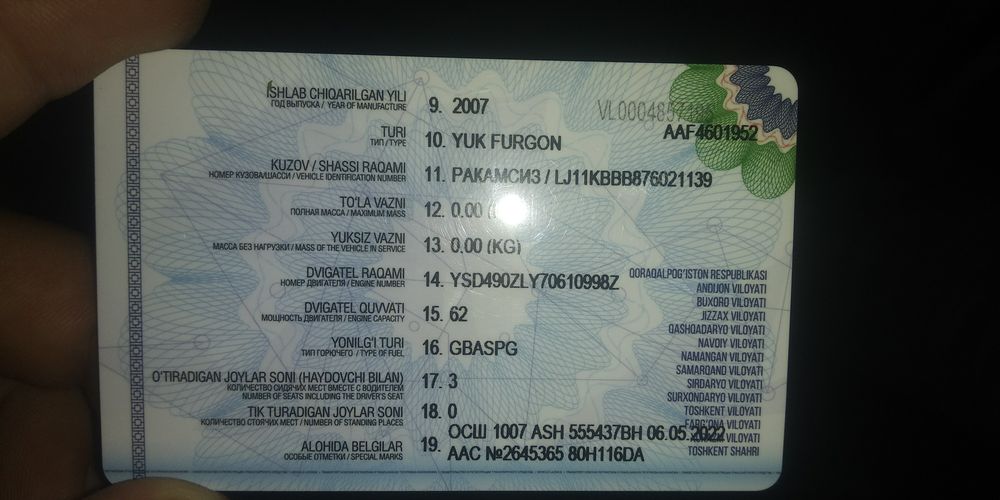 ISHLAB CHIQARILGAN YILI
ГОД ВЫПУСКА / YEAR OF MANUFACTURE
9. 2007
AAF4601952
TURI
ТИП / TYPE
10. YUK FURGON
KUZOV / SHASSI RAQAMI
НОМЕР КУЗОВА/ШАССИ / VEHICLE IDENTIFICATION NUMBER
11. РАКАМСИЗ / LJ11KBBB876021139
TO'LA VAZNI
ПОЛНАЯ МАССА / MAXIMUM MASS
12. 0.00
YUKSIZ VAZNI
МАССА БЕЗ НАГРУЗКИ / MASS OF THE VEHICLE IN SERVICE
13. 0.00 (KG)
DVIGATEL RAQAMI
НОМЕР ДВИГАТЕЛЯ / ENGINE NUMBER
14. YSD490ZLY70610998Z
DVIGATEL QUVVATI
МОЩНОСТЬ ДВИГАТЕЛЯ / ENGINE CAPACITY
15. 62
YONILG'I TURI
ТИП ГОРЮЧЕГО / TYPE OF FUEL
16. GBASPG
O'TIRADIGAN JOYLAR SONI (HAYDOVCHI BILAN)
КОЛИЧЕСТВО СИДЯЧИХ МЕСТ ВМЕСТЕ С ВОДИТЕЛЕМ
NUMBER OF SEATS INCLUDING THE DRIVER'S SEAT
17. 3
TIK TURADIGAN JOYLAR SONI
КОЛИЧЕСТВО СТОЯЧИХ МЕСТ / NUMBER OF STANDING PLACES
18. 0
ALOHIDA BELGILAR
ОСОБЫЕ ОТМЕТКИ / SPECIAL MARKS
19. ОСШ 1007 ASH 555437BH 06.05.2022
AAC №2645365 80H116DA
QORAQALPOG'ISTON RESPUBLIKASI
ANDIJON VILOYATI
BUXORO VILOYATI
JIZZAX VILOYATI
QASHQADARYO VILOYATI
NAVOIY VILOYATI
NAMANGAN VILOYATI
SAMARQAND VILOYATI
SIRDARYO VILOYATI
SURXONDARYO VILOYATI
TOSHKENT VILOYATI
FARG'ONA VILOYATI
VILOYATI
TOSHKENT SHAHRI